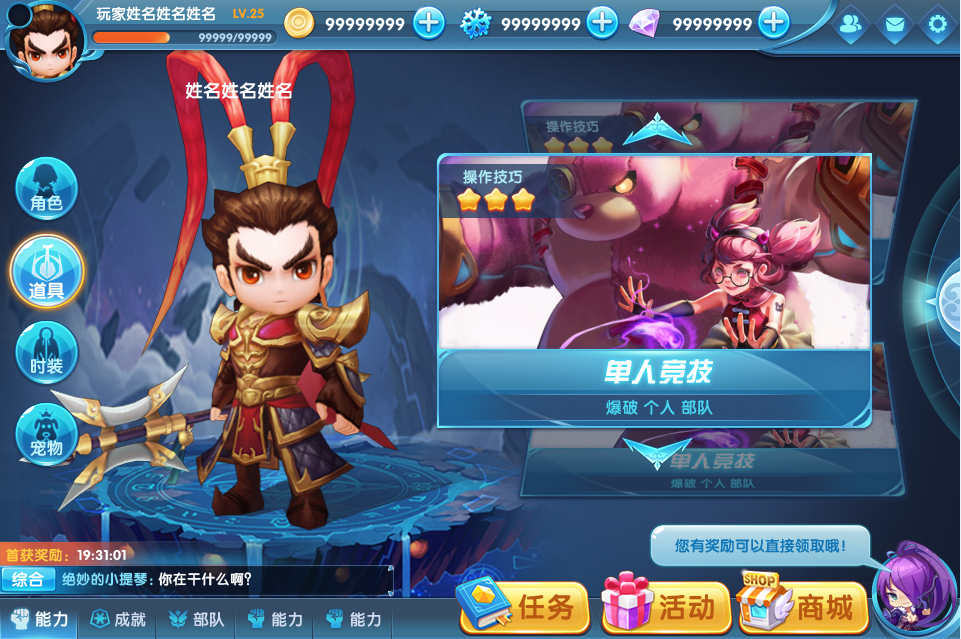 玩家姓名姓名姓名 LV.25
99999/99999
99999999
99999999
99999999
姓名姓名姓名
角色
道具
时装
宠物
操作技巧
操作技巧
单人竞技
爆破 个人 部队
单人竞技
爆破 个人 部队
您有奖励可以直接领取哦!
首获奖励: 19:31:01
综合 绝妙的小提琴: 你在干什么啊?
能力
成就
部队
能力
能力
任务
活动
SHOP
商城